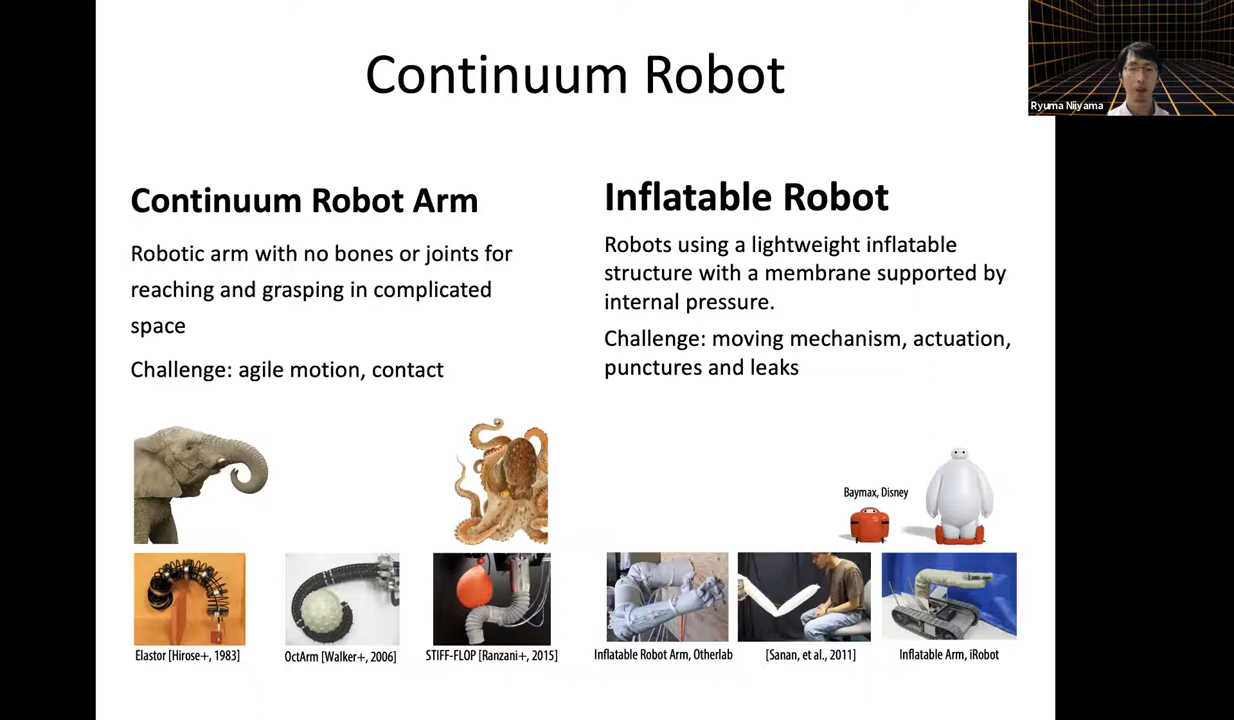 Continuum Robot
Ryuma Niiyama
Continuum Robot Arm
Robotic arm with no bones or joints for
reaching and grasping in complicated
space
Challenge: agile motion, contact
Inflatable Robot
Robots using a lightweight inflatable
structure with a membrane supported by
internal pressure.
Challenge: moving mechanism, actuation,
punctures and leaks
Baymax, Disney
Elastor [Hirose+, 1983]
OctArm [Walker+, 2006]
STIFF-FLOP [Ranzani+, 2015]
Inflatable Robot Arm, Otherlab
[Sanan, et al., 2011]
Inflatable Arm, iRobot